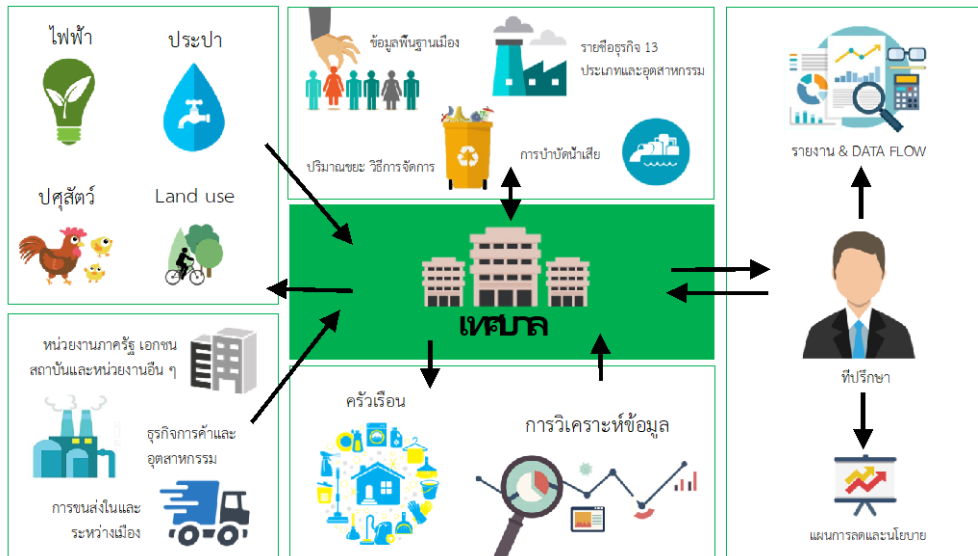 ไฟฟ้า
ประปา
ปศุสัตว์
Land use
ข้อมูลพื้นฐานเมือง
รายชื่อธุรกิจ 13
ประเภทและอุตสาหกรรม
ปริมาณขยะ วิธีการจัดการ
การบำบัดน้ำเสีย
เทศบาล
หน่วยงานภาครัฐ เอกชน
สถาบันและหน่วยงานอื่น ๆ
ธุรกิจการค้าและ
อุตสาหกรรม
การขนส่งในและ
ระหว่างเมือง
ครัวเรือน
การวิเคราะห์ข้อมูล
รายงาน & DATA FLOW
ที่ปรึกษา
แผนการลดและนโยบาย